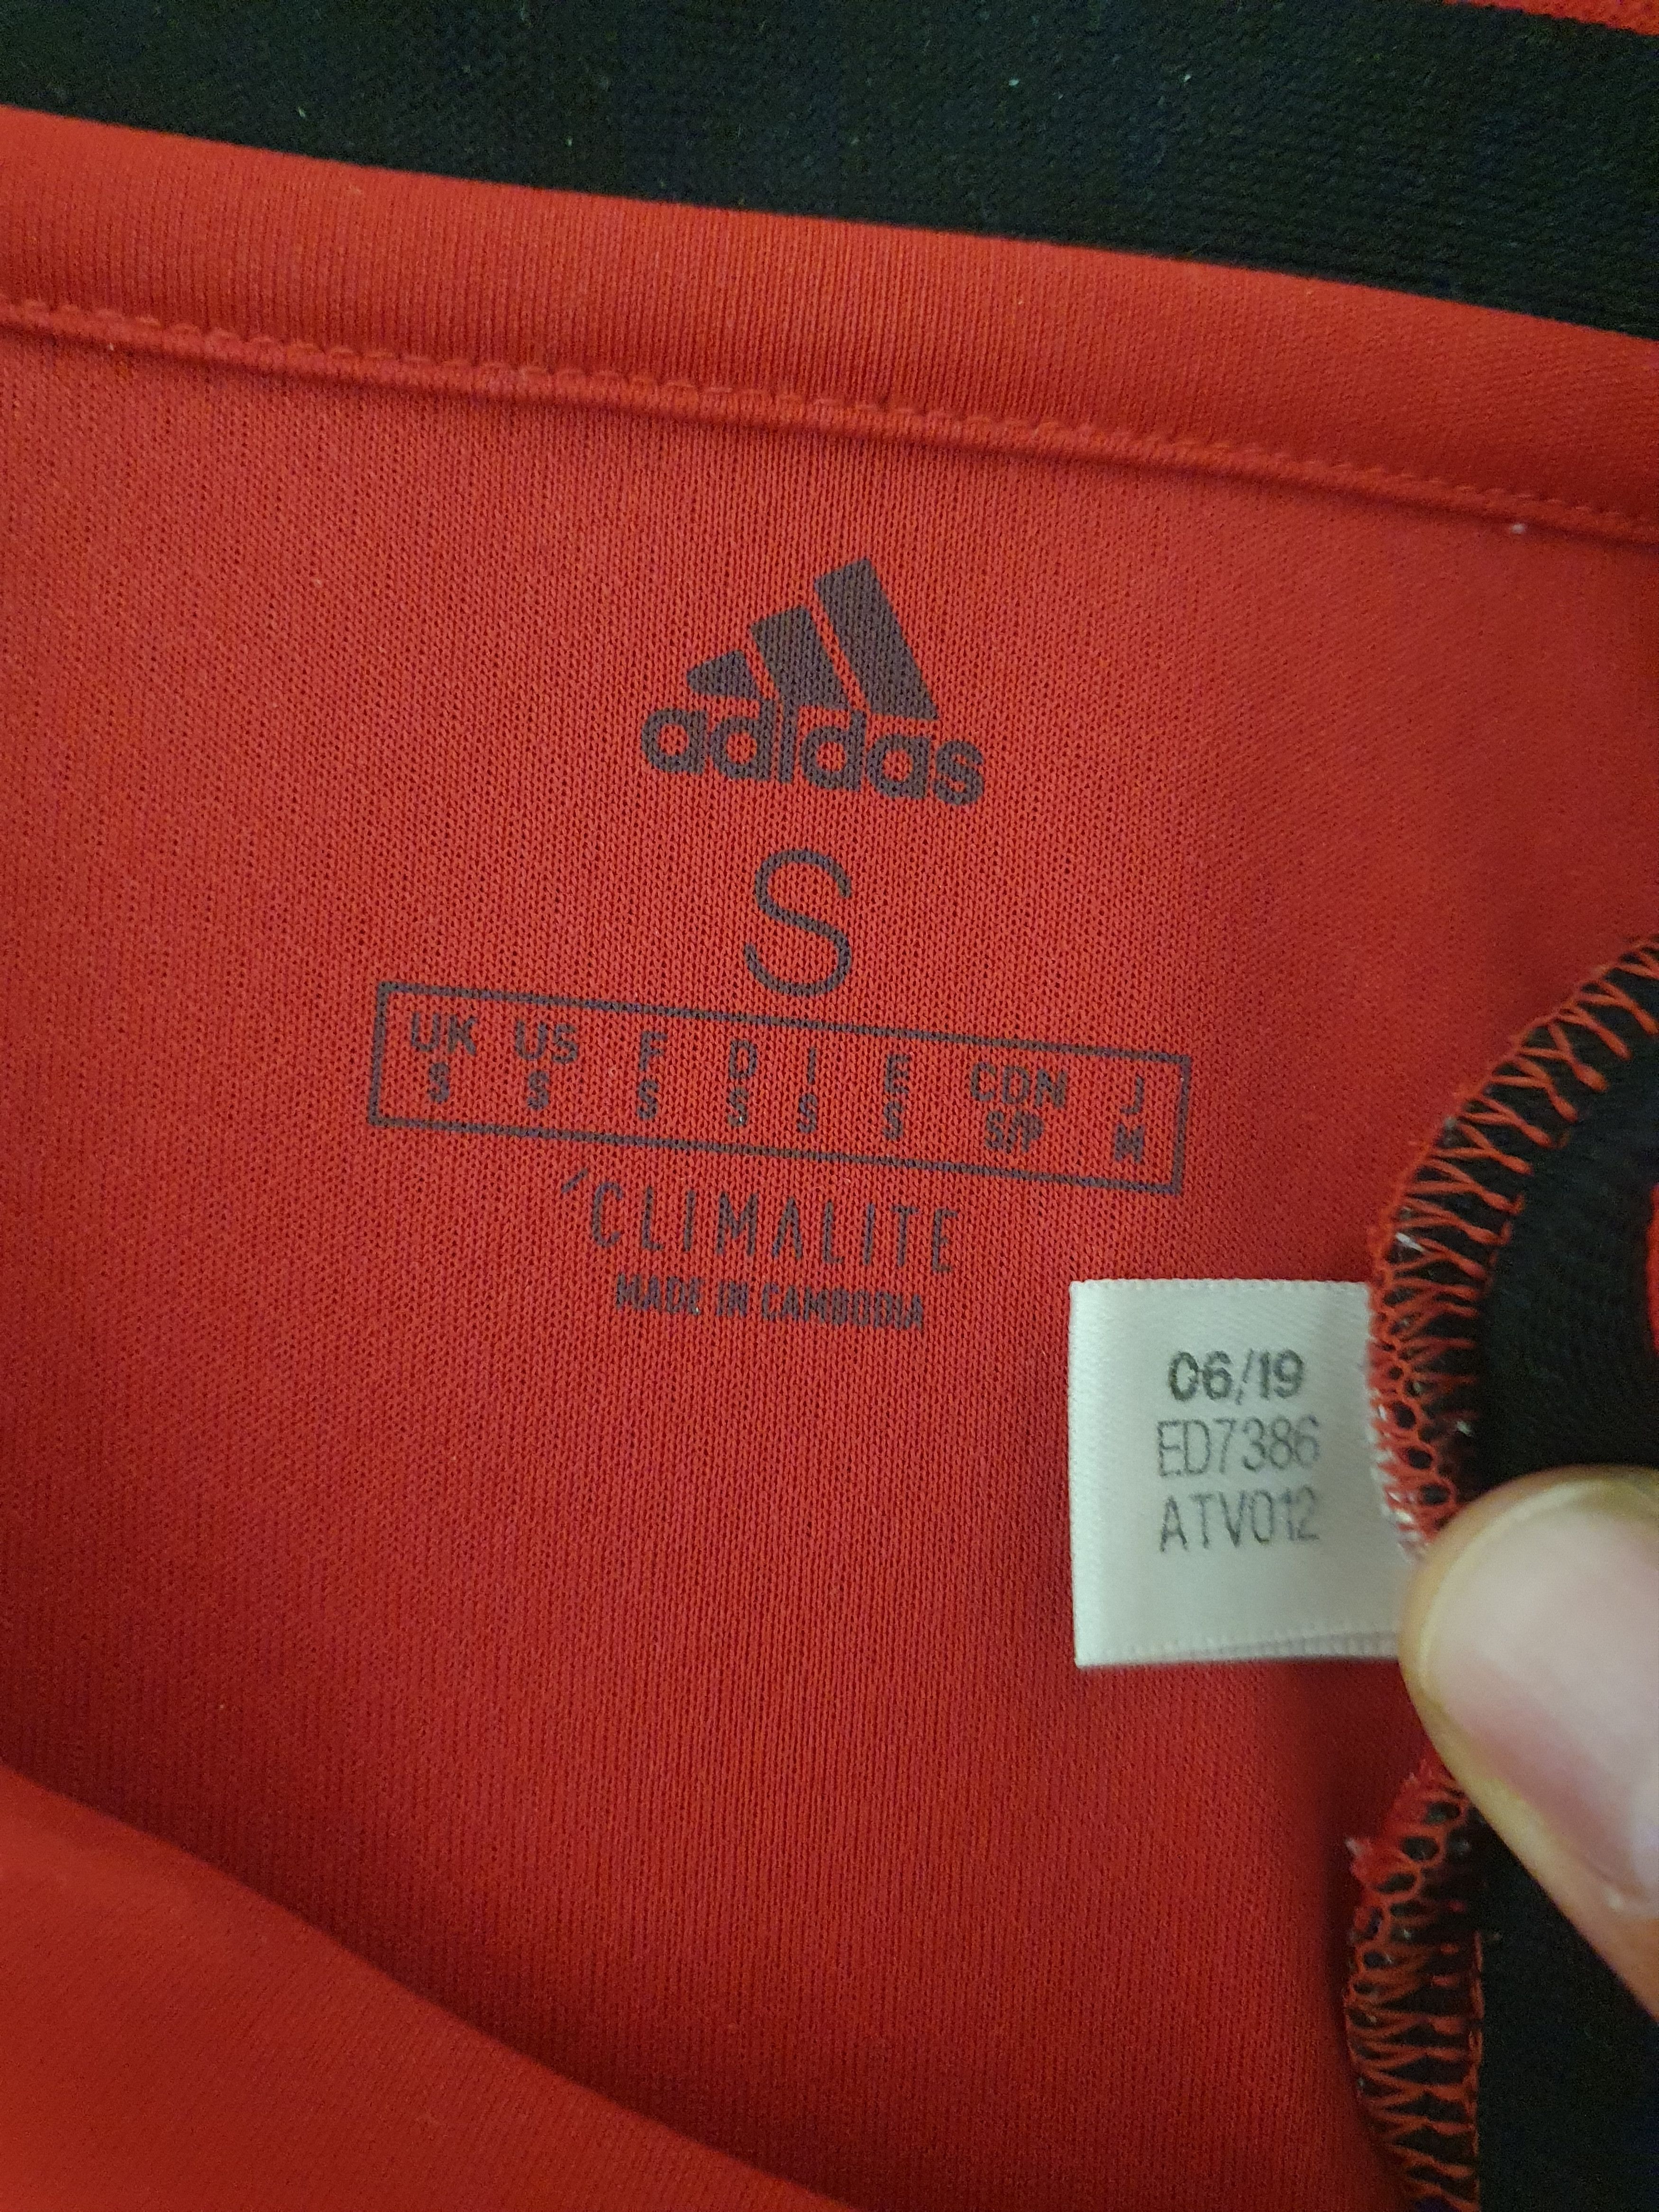 adidas
S
UK US F D I E CDN J
S S S S S S S/P M
CLIMALITE
MADE IN CAMBODIA
06/19
ED7386
ATV012